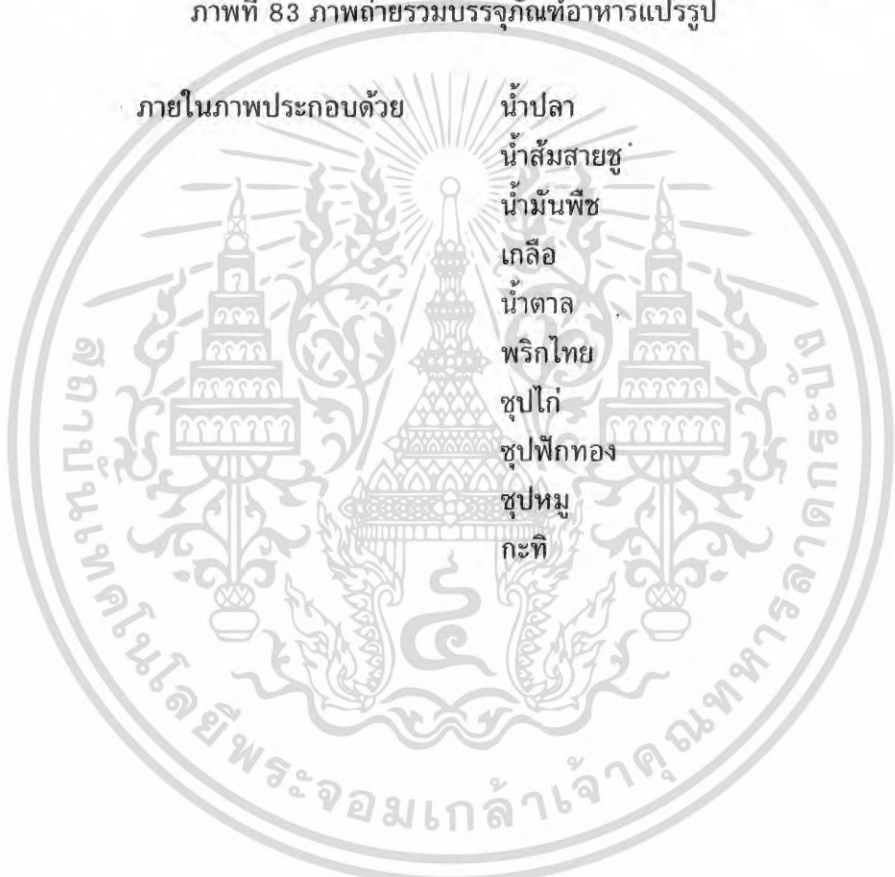 ภาพที่ 83 ภาพถ่ายรวมบรรจุภัณฑ์อาหารแปรรูป
ภายในภาพประกอบด้วย น้ำปลา
น้ำส้มสายชู
น้ำมันพืช
เกลือ
น้ำตาล
พริกไทย
ซุปไก่
ซุปฟักทอง
ซุปหมู
กะทิ
สถาบันเทคโนโลยีพระจอมเกล้าเจ้าคุณทหารลาดกระบัง